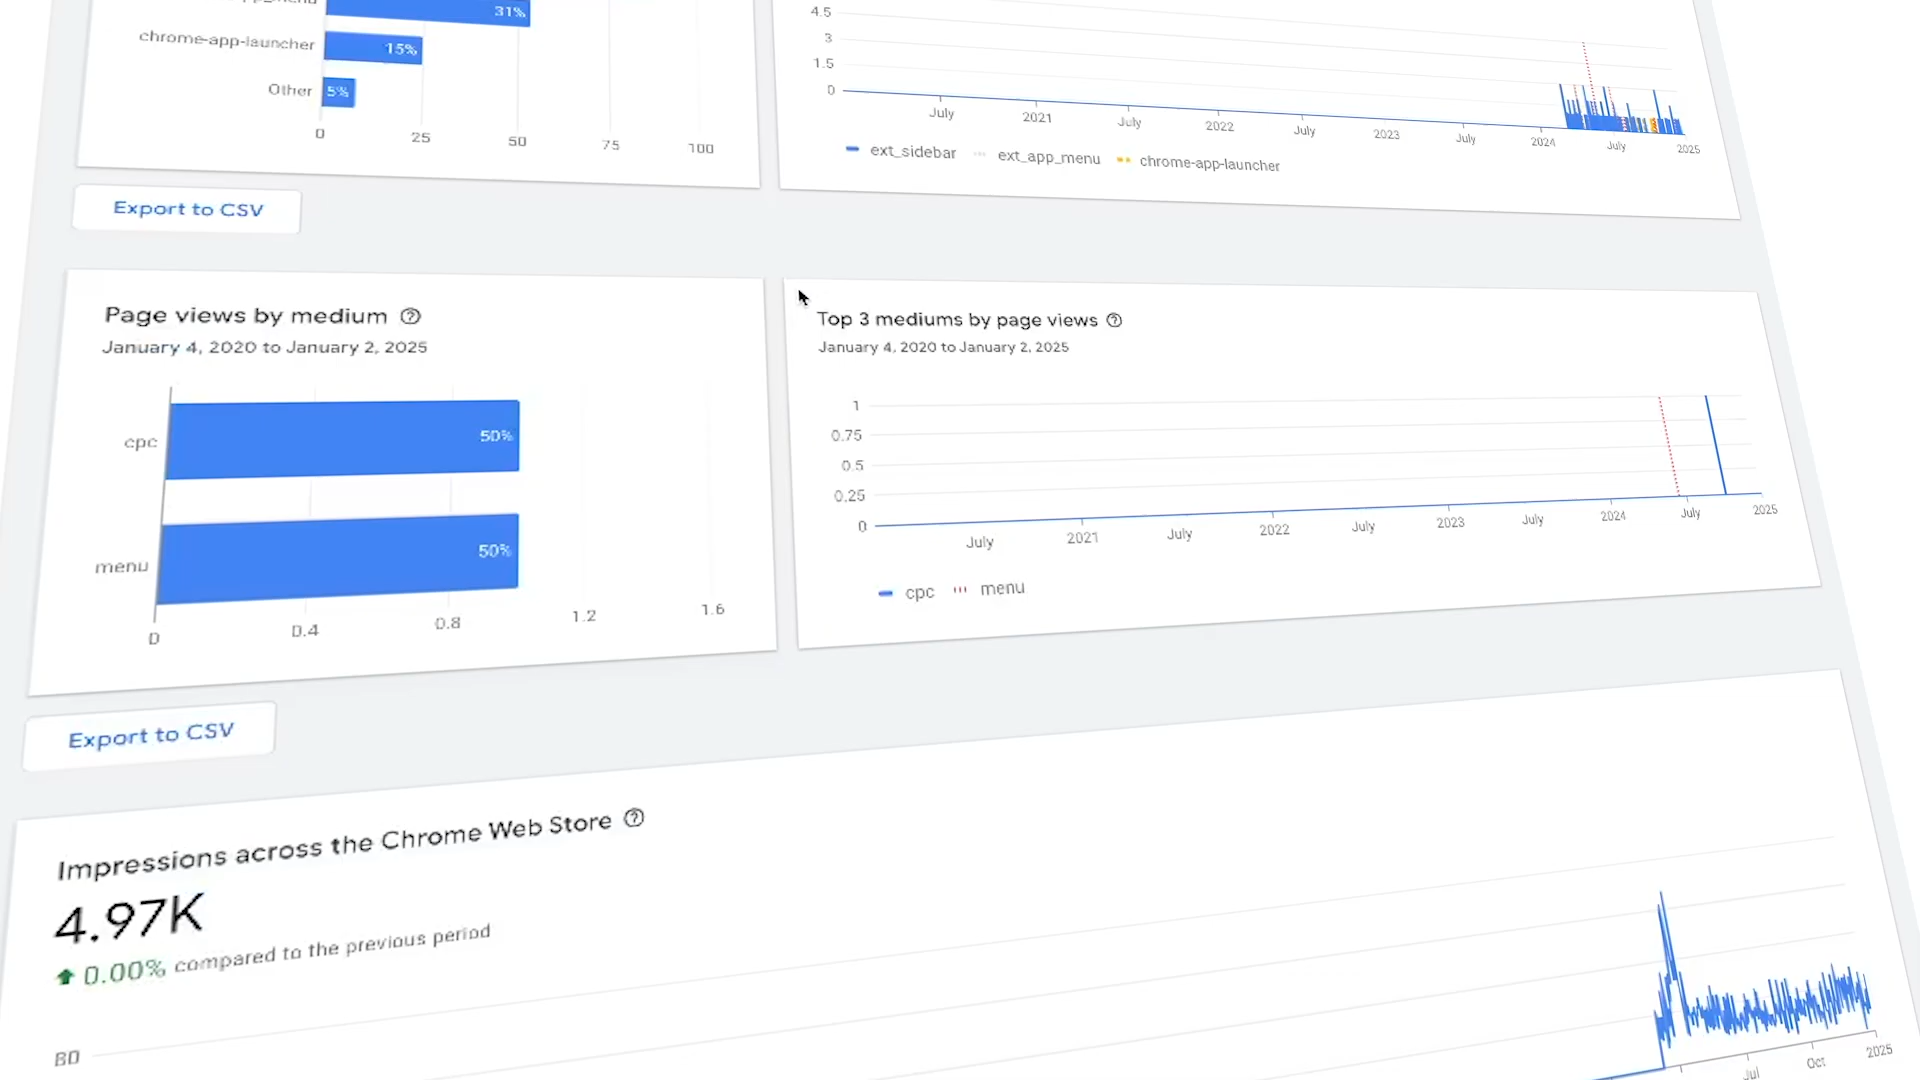 31%
chrome-app-launcher
15%
Other
5%
0 25 50 75 100
4.5
3
1.5
0
July 2021 July 2022 July 2023 July 2024 July 2025
ext_sidebar ext_app_menu chrome-app-launcher
Export to CSV
Page views by medium
January 4, 2020 to January 2, 2025
cpc
50%
menu
50%
0 0.4 0.8 1.2 1.6
Top 3 mediums by page views
January 4, 2020 to January 2, 2025
1
0.75
0.5
0.25
0
July 2021 July 2022 July 2023 July 2024 July 2025
cpc menu
Export to CSV
Impressions across the Chrome Web Store
4.97K
0.00% compared to the previous period
Jul Oct 2025